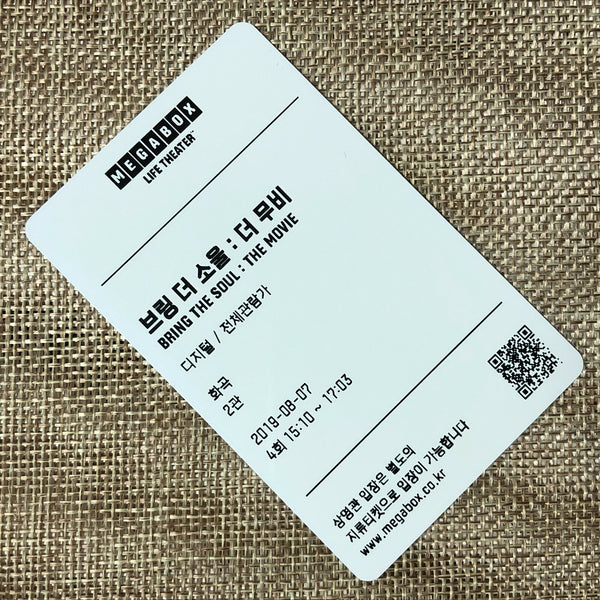 MEGABOX
LIFE THEATER™
브링 더 소울 : 더 무비
BRING THE SOUL : THE MOVIE
디지털 / 전체관람가
화곡
2관
2019-08-07
4회 15:10 ~ 17:03
상영관 입장은 별도의
지류티켓으로 입장이 가능합니다
www.megabox.co.kr